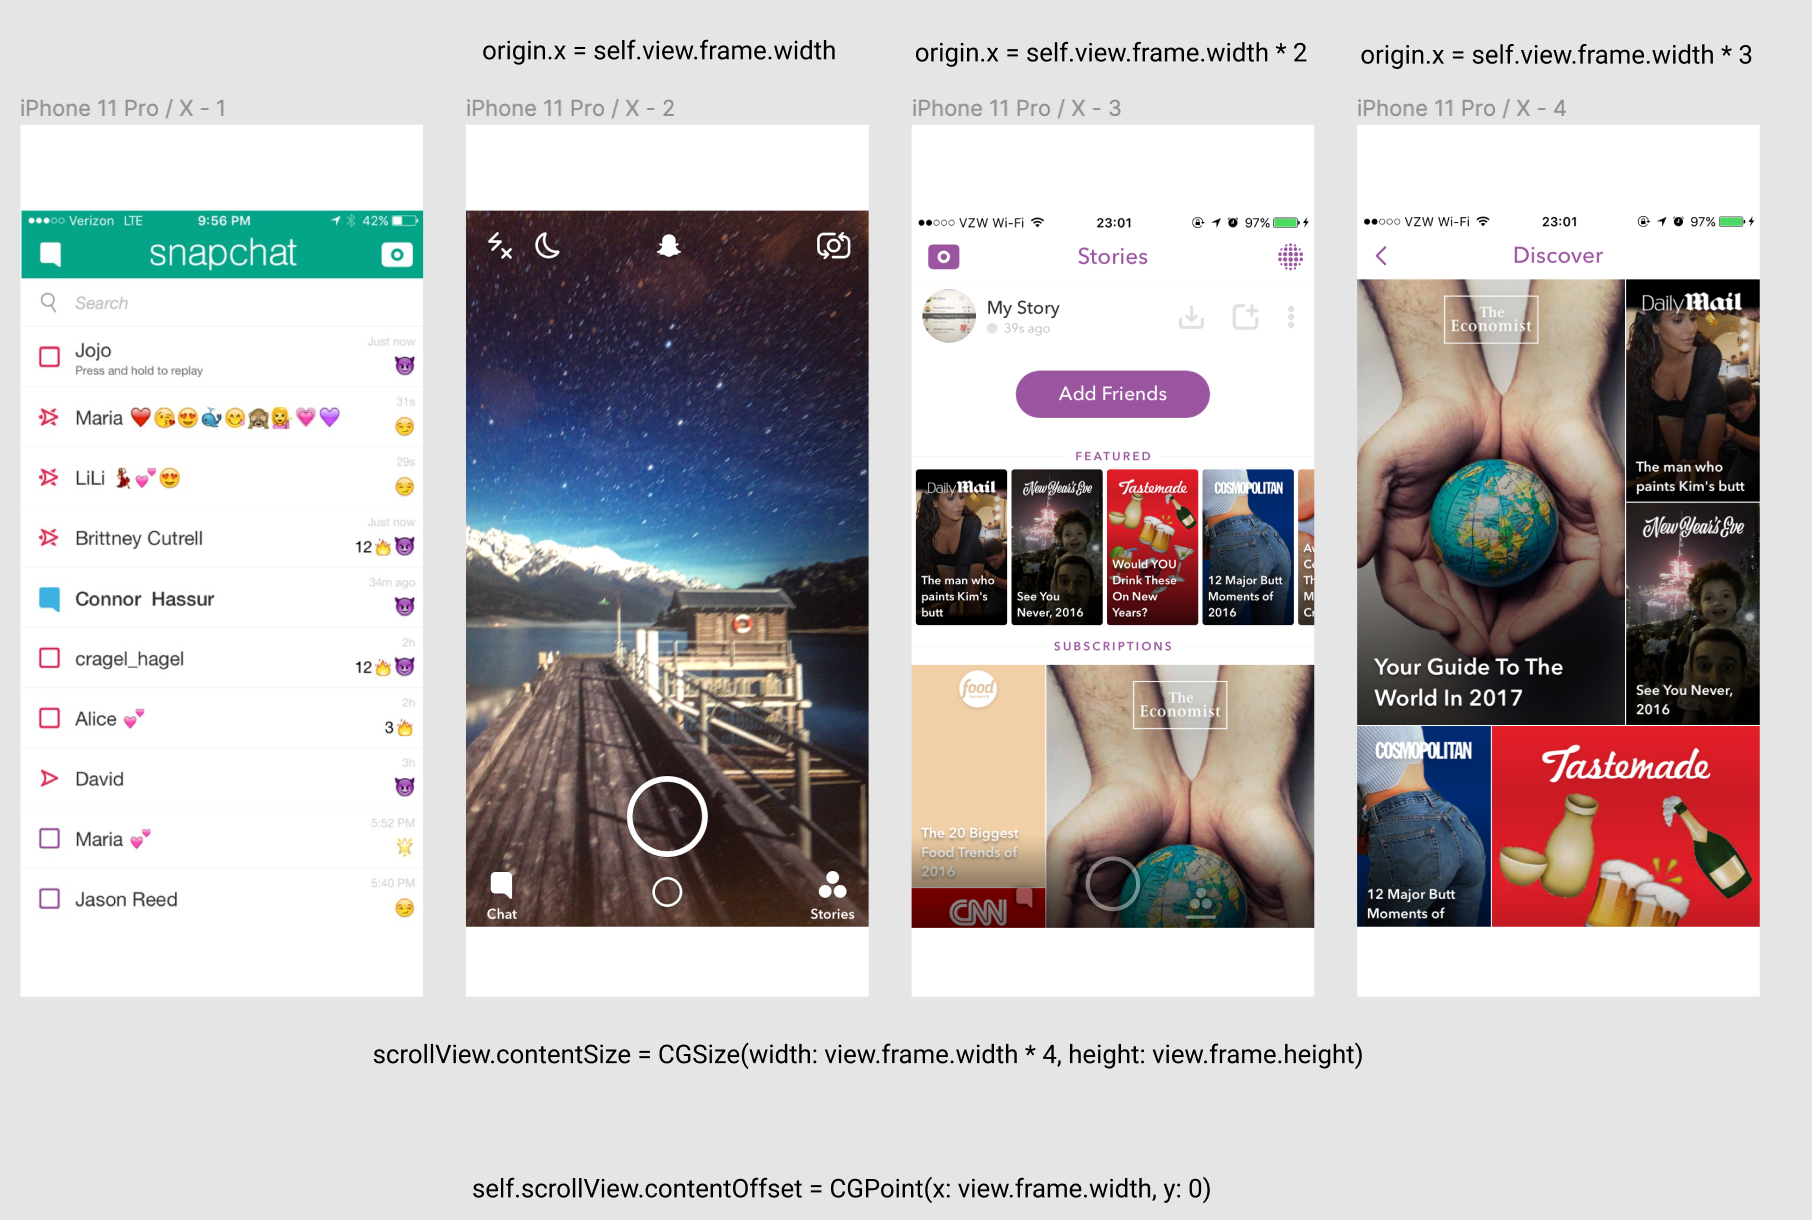 origin.x = self.view.frame.width
origin.x = self.view.frame.width * 2
origin.x = self.view.frame.width * 3
iPhone 11 Pro / X - 1
Verizon LTE 9:56 PM 42%
snapchat
Search
Jojo
Just now
Press and hold to replay
Maria
31s
LiLi
29s
Brittney Cutrell
Just now
12
Connor Hassur
34m ago
cragel_hagel
2h
12
Alice
2h
3
David
3h
Maria
5:52 PM
Jason Reed
5:40 PM
iPhone 11 Pro / X - 2
Chat
Stories
iPhone 11 Pro / X - 3
VZW Wi-Fi 23:01 97%
Stories
My Story
39s ago
Add Friends
FEATURED
Daily Mail
The man who
paints Kim's
butt
New Year's Eve
See You
Never, 2016
Tastemade
Would YOU
Drink These
On New
Years?
COSMOPOLITAN
12 Major Butt
Moments of
2016
SUBSCRIPTIONS
food
The 20 Biggest
Food Trends of
2016
CNN
The
Economist
iPhone 11 Pro / X - 4
VZW Wi-Fi 23:01 97%
Discover
The
Economist
Your Guide To The
World In 2017
Daily Mail
The man who
paints Kim's butt
New Year's Eve
See You Never,
2016
COSMOPOLITAN
12 Major Butt
Moments of
Tastemade
scrollView.contentSize = CGSize(width: view.frame.width * 4, height: view.frame.height)
self.scrollView.contentOffset = CGPoint(x: view.frame.width, y: 0)